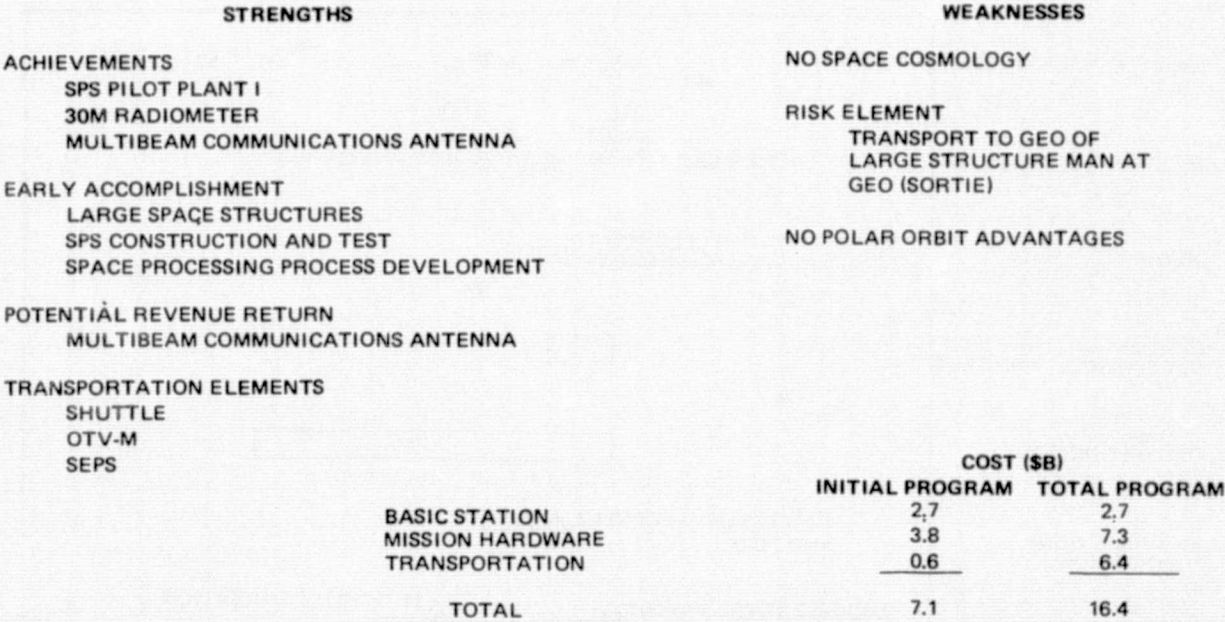 STRENGTHS
ACHIEVEMENTS
SPS PILOT PLANT I
30M RADIOMETER
MULTIBEAM COMMUNICATIONS ANTENNA
EARLY ACCOMPLISHMENT
LARGE SPACE STRUCTURES
SPS CONSTRUCTION AND TEST
SPACE PROCESSING PROCESS DEVELOPMENT
POTENTIAL REVENUE RETURN
MULTIBEAM COMMUNICATIONS ANTENNA
TRANSPORTATION ELEMENTS
SHUTTLE
OTV-M
SEPS
WEAKNESSES
NO SPACE COSMOLOGY
RISK ELEMENT
TRANSPORT TO GEO OF
LARGE STRUCTURE MAN AT
GEO (SORTIE)
NO POLAR ORBIT ADVANTAGES
COST ($B)
INITIAL PROGRAM TOTAL PROGRAM
BASIC STATION 2.7 2.7
MISSION HARDWARE 3.8 7.3
TRANSPORTATION 0.6 6.4
TOTAL 7.1 16.4